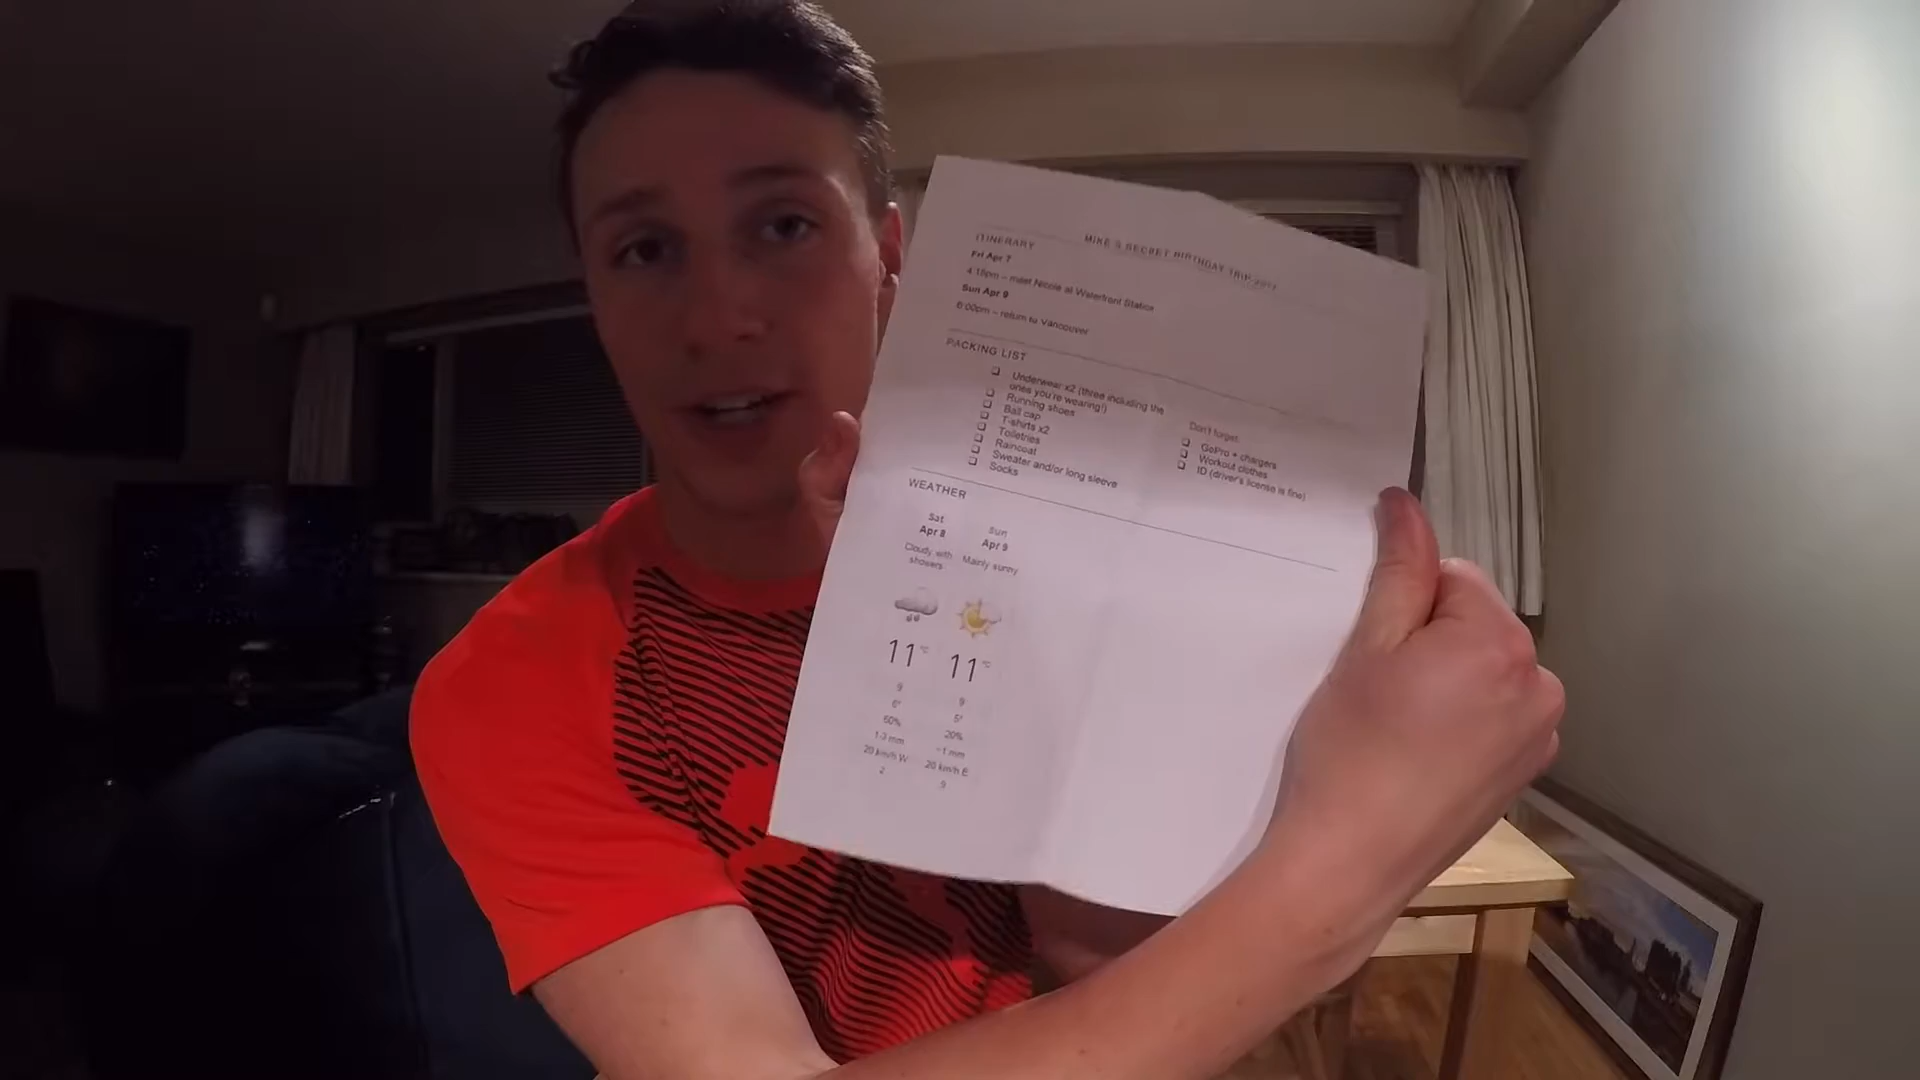 MIKE'S SECRET BIRTHDAY TRIP 2017
ITINERARY
Fri Apr 7
4:15pm – meet Nicole at Waterfront Station
Sun Apr 9
6:00pm – return to Vancouver
PACKING LIST
Underwear x2 (three including the
ones you're wearing!)
Running shoes
Ball cap
T-shirts x2
Toiletries
Raincoat
Sweater and/or long sleeve
Socks
Don't forget:
GoPro + chargers
Workout clothes
ID (driver's license is fine)
WEATHER
Sat
Apr 8
Cloudy with
showers
11°C
9
6°
60%
1-3 mm
20 km/h W
2
Sun
Apr 9
Mainly sunny
11°C
9
5°
20%
~1 mm
20 km/h E
9